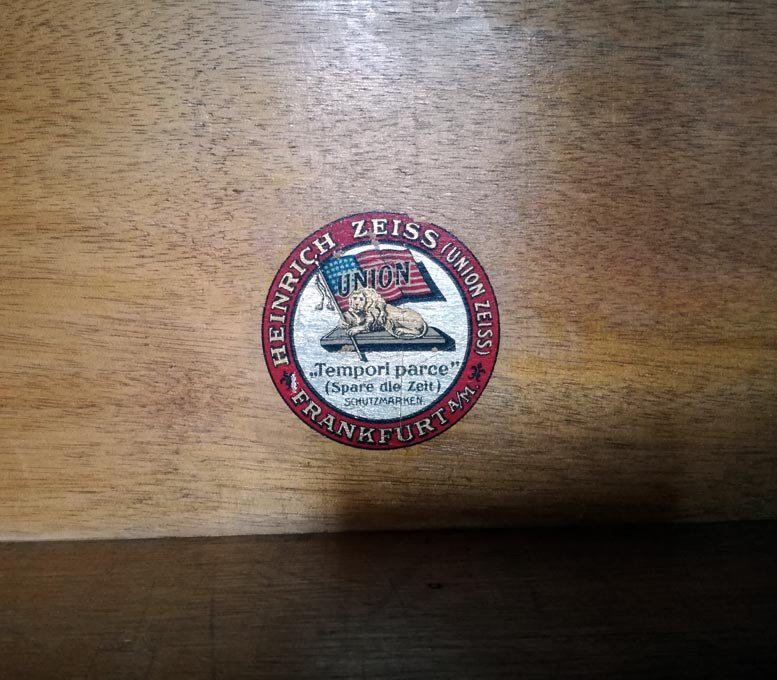 HEINRICH ZEISS (UNION ZEISS)
UNION
„Tempori parce”
(Spare die Zeit)
SCHUTZMARKEN.
FRANKFURT A/M.